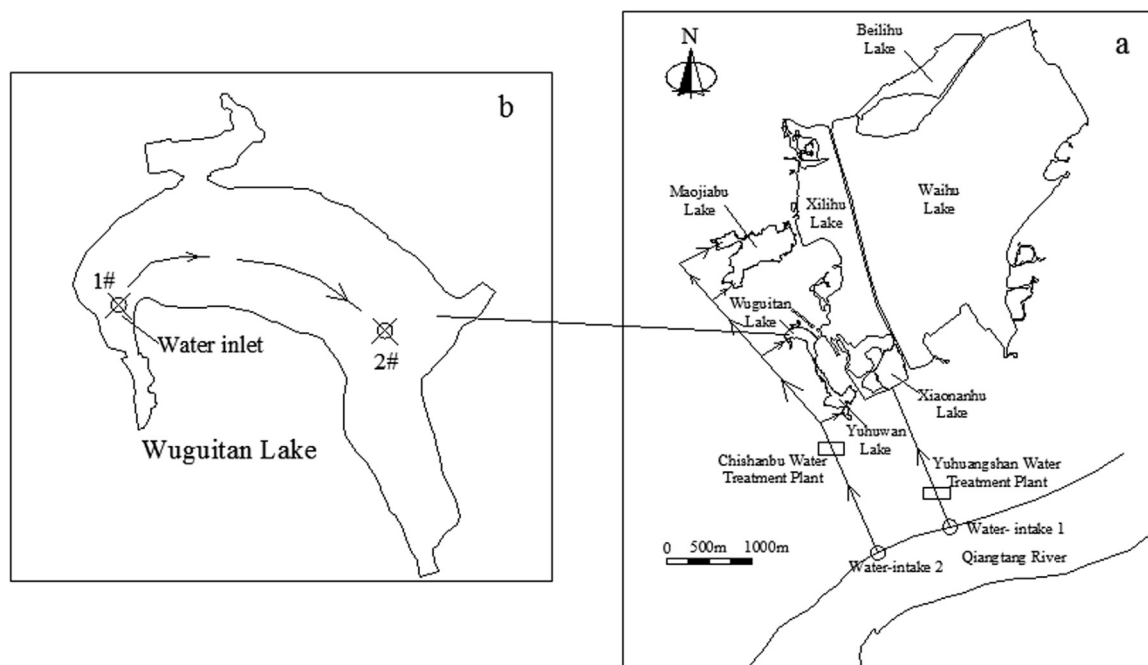 b
1#
Water inlet
2#
Wuguitan Lake
a
N
Beilihu
Lake
Waihu
Lake
Maojiabu
Lake
Xilihu
Lake
Wuguitan
Lake
Xiaonanhu
Lake
Yuhuwan
Lake
Chishanbu Water
Treatment Plant
Yuhuangshan Water
Treatment Plant
0 500m 1000m
Water- intake 1
Water-intake 2
Qiangtang River